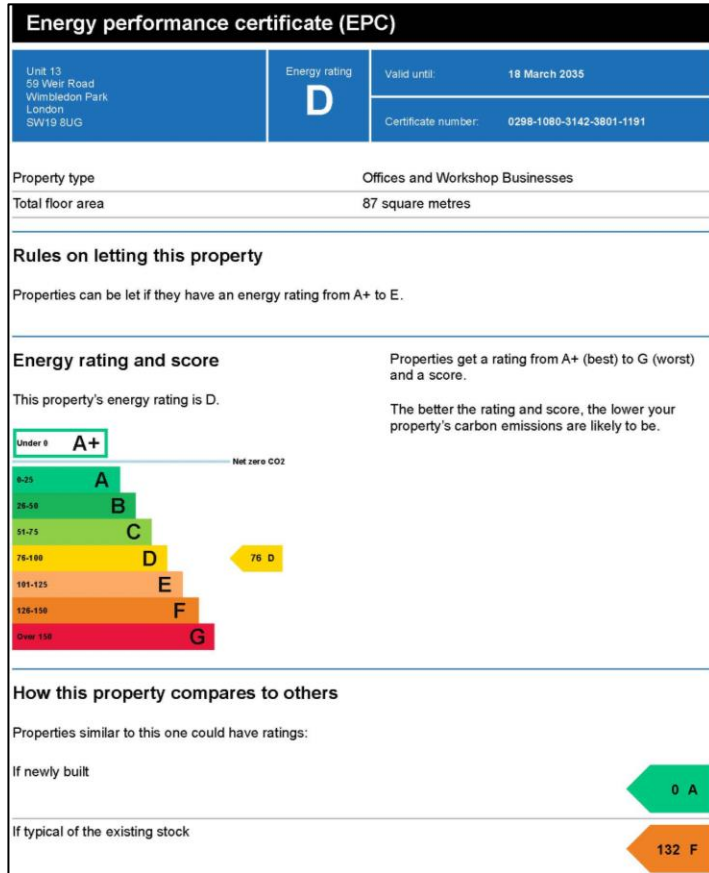 Energy performance certificate (EPC)
Unit 13
59 Weir Road
Wimbledon Park
London
SW19 8UG
Energy rating
D
Valid until:
18 March 2035
Certificate number:
0298-1080-3142-3801-1191
Property type
Offices and Workshop Businesses
Total floor area
87 square metres
Rules on letting this property
Properties can be let if they have an energy rating from A+ to E.
Energy rating and score
This property's energy rating is D.
Properties get a rating from A+ (best) to G (worst)
and a score.
The better the rating and score, the lower your
property's carbon emissions are likely to be.
Under 0 A+
Net zero CO2
0-25 A
26-50 B
51-75 C
76-100 D
76 D
101-125 E
126-150 F
Over 150 G
How this property compares to others
Properties similar to this one could have ratings:
If newly built
0 A
If typical of the existing stock
132 F